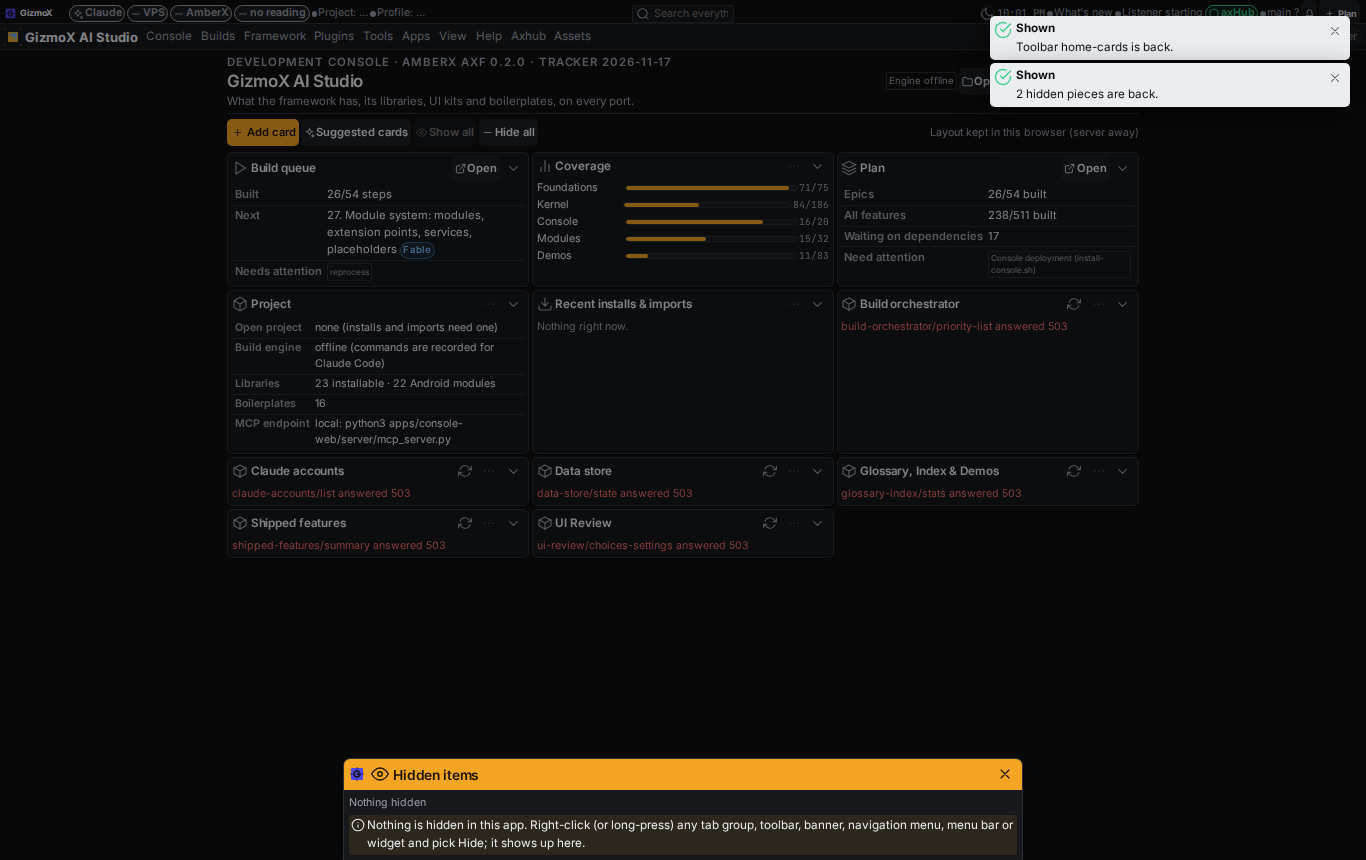 GizmoX Claude VPS AmberX no reading Project: ... Profile: ... Search everyth 10:01 PM What's new Listener starting axHub main ? Plan
GizmoX AI Studio Console Builds Framework Plugins Tools Apps View Help Axhub Assets
Shown
Toolbar home-cards is back.
Shown
2 hidden pieces are back.
DEVELOPMENT CONSOLE · AMBERX AXF 0.2.0 · TRACKER 2026-11-17
GizmoX AI Studio
Engine offline
What the framework has, its libraries, UI kits and boilerplates, on every port.
Add card Suggested cards Show all Hide all Layout kept in this browser (server away)
Build queue Open
Built 26/54 steps
Next 27. Module system: modules,
extension points, services,
placeholders Fable
Needs attention reprocess
Coverage
Foundations 71/75
Kernel 84/186
Console 16/20
Modules 15/32
Demos 11/83
Plan Open
Epics 26/54 built
All features 238/511 built
Waiting on dependencies 17
Need attention Console deployment (install-
console.sh)
Project
Open project none (installs and imports need one)
Build engine offline (commands are recorded for
Claude Code)
Libraries 23 installable · 22 Android modules
Boilerplates 16
MCP endpoint local: python3 apps/console-
web/server/mcp_server.py
Recent installs & imports
Nothing right now.
Build orchestrator
build-orchestrator/priority-list answered 503
Claude accounts
claude-accounts/list answered 503
Data store
data-store/state answered 503
Glossary, Index & Demos
glossary-index/stats answered 503
Shipped features
shipped-features/summary answered 503
UI Review
ui-review/choices-settings answered 503
Hidden items
Nothing hidden
Nothing is hidden in this app. Right-click (or long-press) any tab group, toolbar, banner, navigation menu, menu bar or
widget and pick Hide; it shows up here.